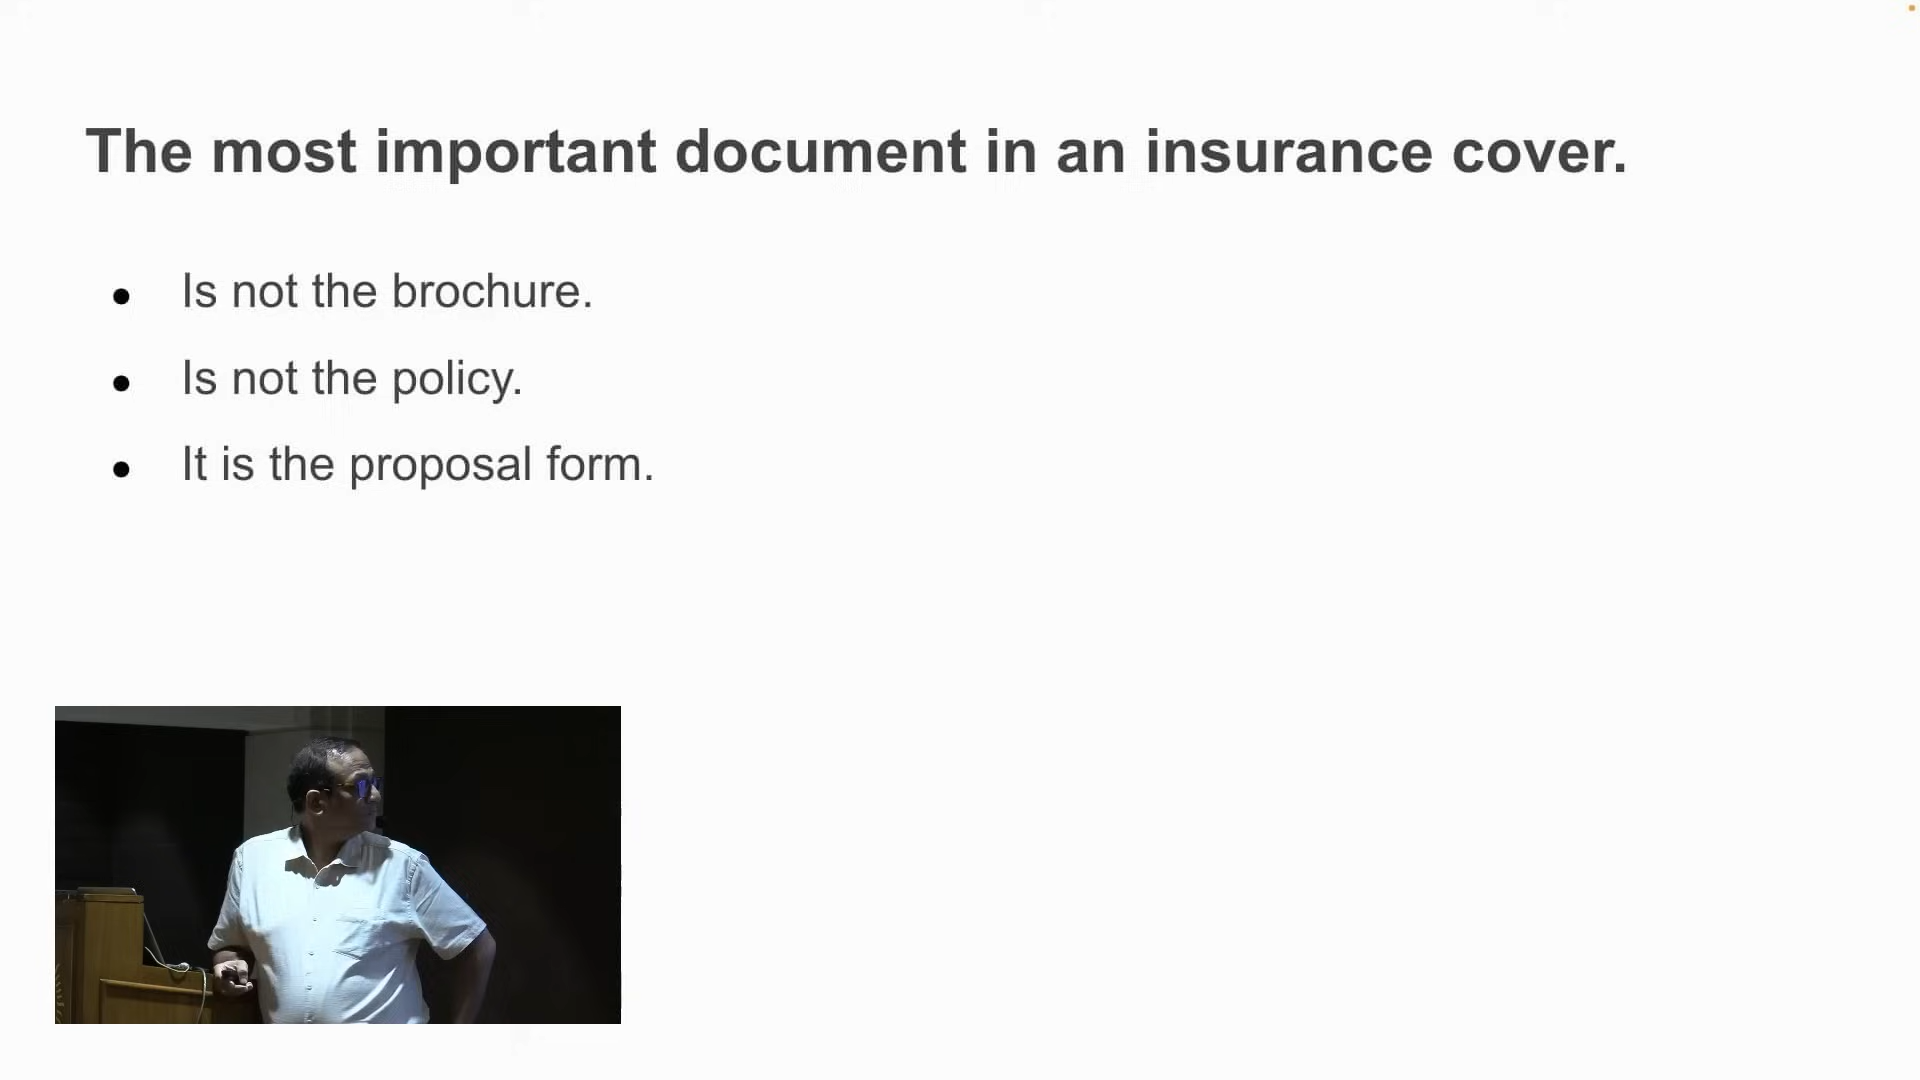 The most important document in an insurance cover.
● Is not the brochure.
● Is not the policy.
● It is the proposal form.